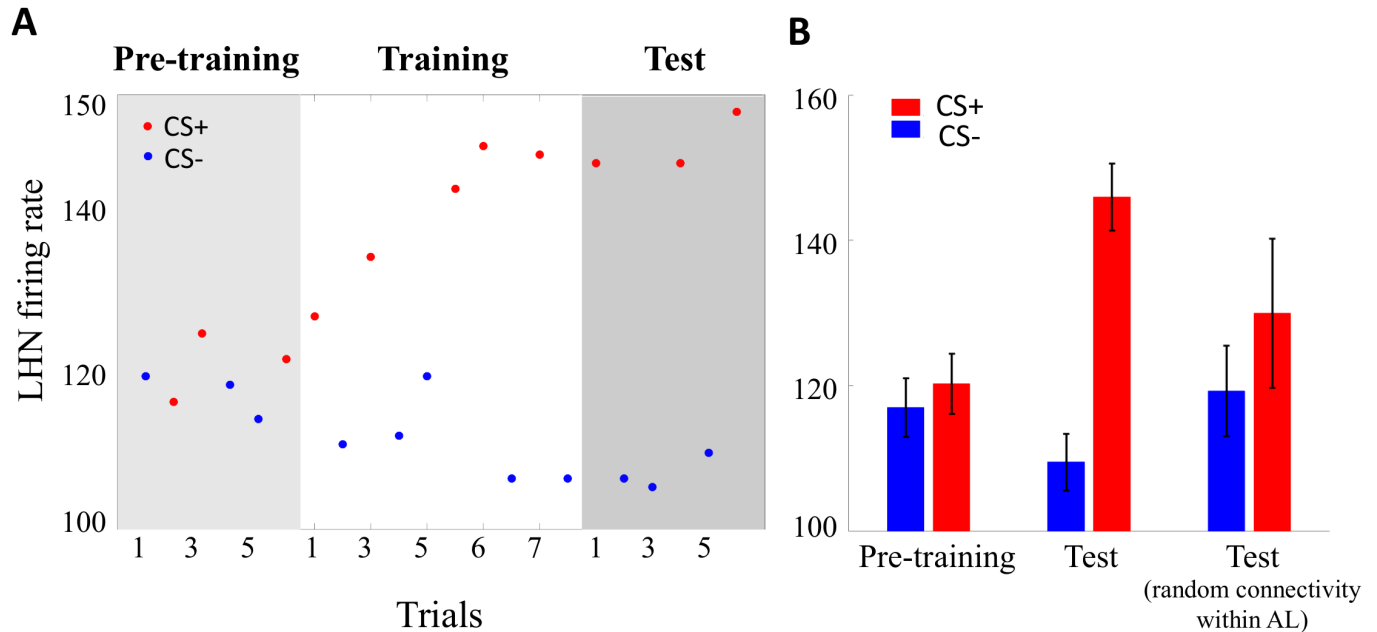 A
Pre-training Training Test
150
140
120
100
LHN firing rate
CS+
CS-
1 3 5 1 3 5 6 7 1 3 5
Trials
B
160
140
120
100
CS+
CS-
Pre-training Test Test
(random connectivity
within AL)